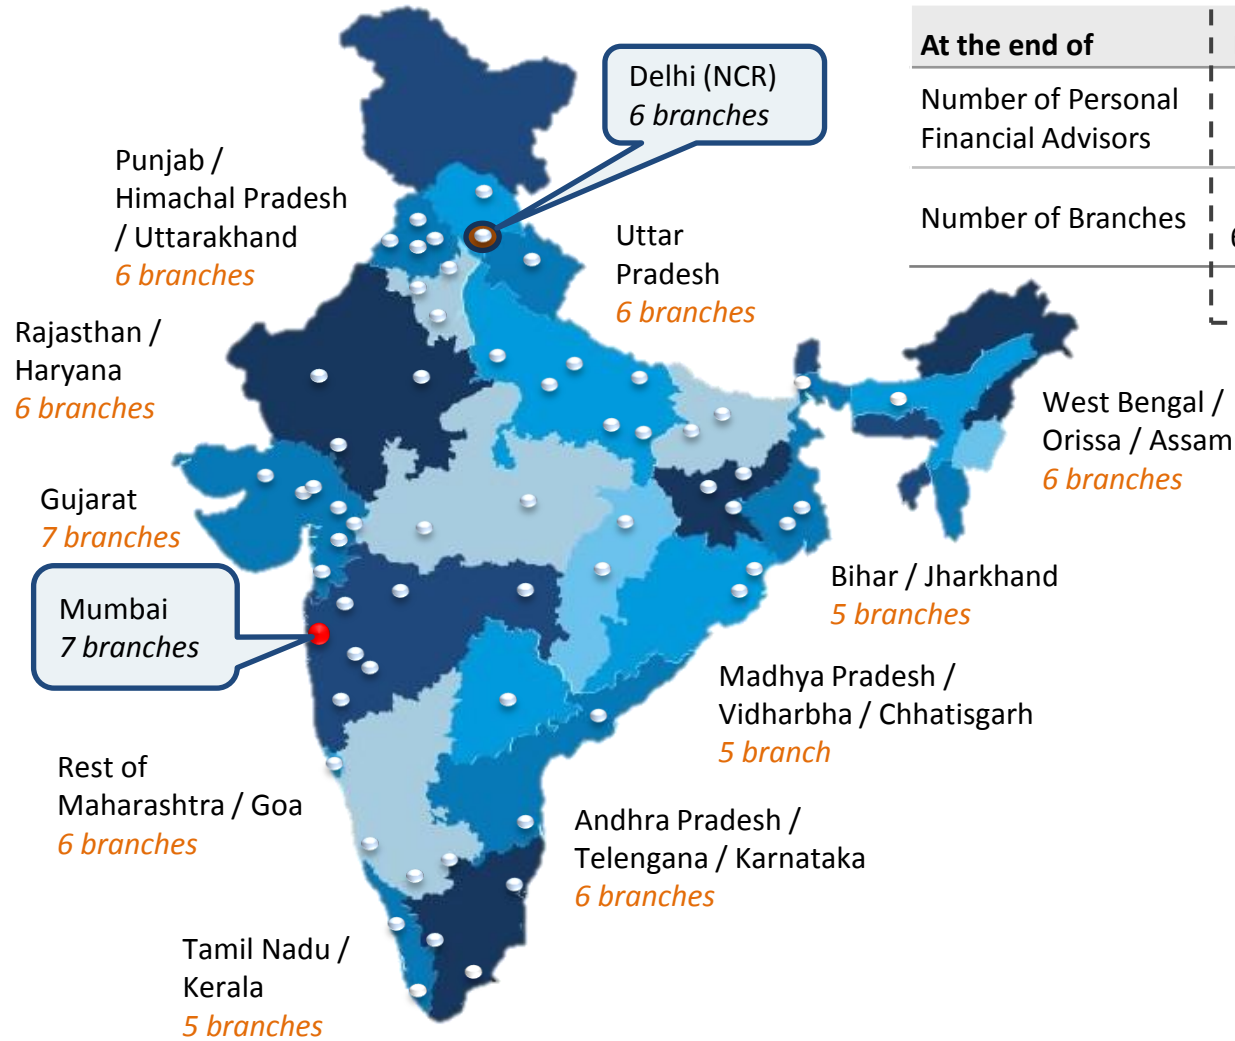 At the end of
Number of Personal
Financial Advisors
Number of Branches
6
Delhi (NCR)
6 branches
Punjab /
Himachal Pradesh
/ Uttarakhand
6 branches
Uttar
Pradesh
6 branches
Rajasthan /
Haryana
6 branches
West Bengal /
Orissa / Assam
6 branches
Gujarat
7 branches
Mumbai
7 branches
Bihar / Jharkhand
5 branches
Madhya Pradesh /
Vidharbha / Chhatisgarh
5 branch
Rest of
Maharashtra / Goa
6 branches
Andhra Pradesh /
Telengana / Karnataka
6 branches
Tamil Nadu /
Kerala
5 branches